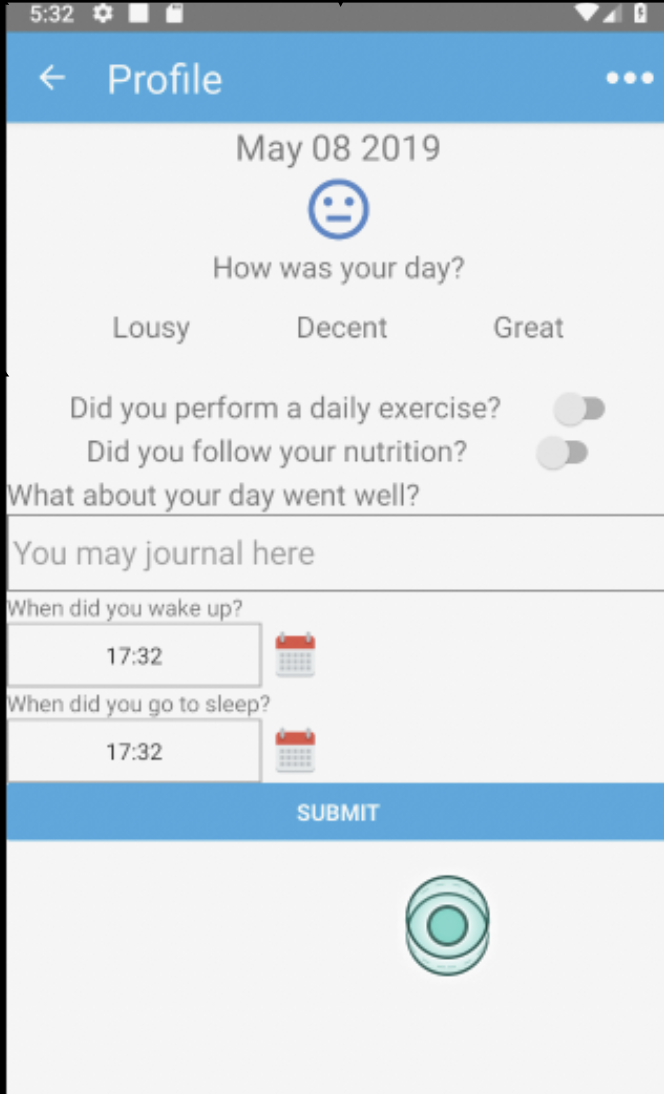 5:32
Profile
May 08 2019
How was your day?
Lousy Decent Great
Did you perform a daily exercise?
Did you follow your nutrition?
What about your day went well?
You may journal here
When did you wake up?
17:32
When did you go to sleep?
17:32
SUBMIT